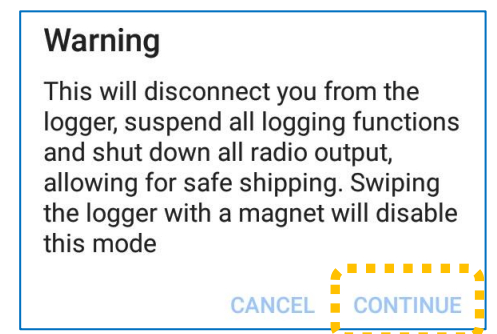 Warning
This will disconnect you from the
logger, suspend all logging functions
and shut down all radio output,
allowing for safe shipping. Swiping
the logger with a magnet will disable
this mode
CANCEL CONTINUE